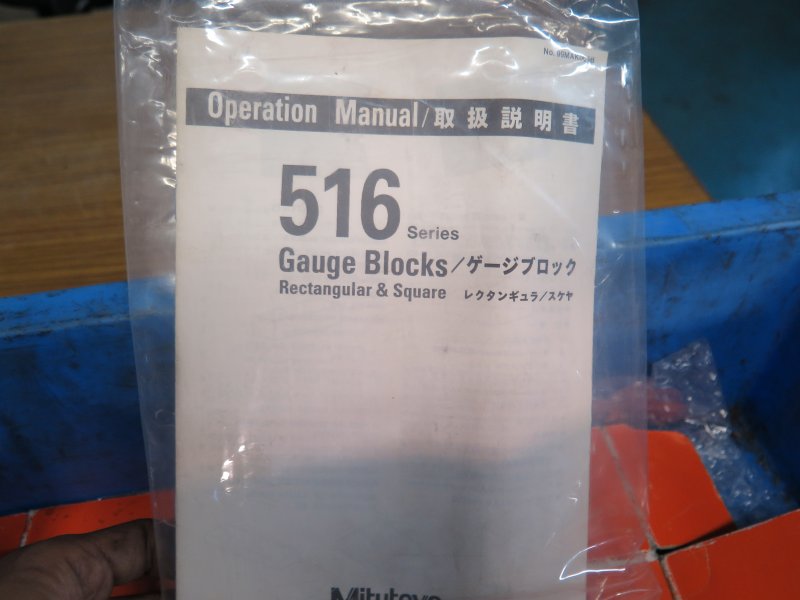 Operation Manual/取扱説明書
516 Series
Gauge Blocks/ゲージブロック
Rectangular & Square レクタンギュラ/スケヤ
Mitutoyo